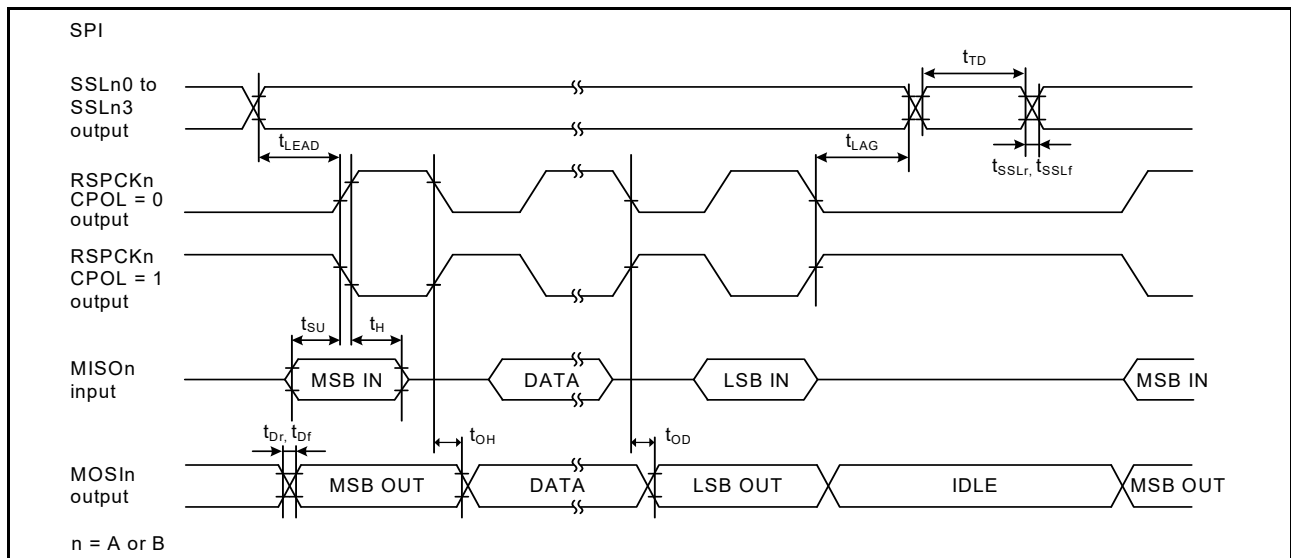 SPI
SSLn0 to
SSLn3
output
tTD
tLEAD
tLAG
tSSLr, tSSLf
RSPCKn
CPOL = 0
output
RSPCKn
CPOL = 1
output
tSU
tH
MISOn
input
MSB IN
DATA
LSB IN
MSB IN
tDr, tDf
tOH
tOD
MOSIn
output
MSB OUT
DATA
LSB OUT
IDLE
MSB OUT
n = A or B